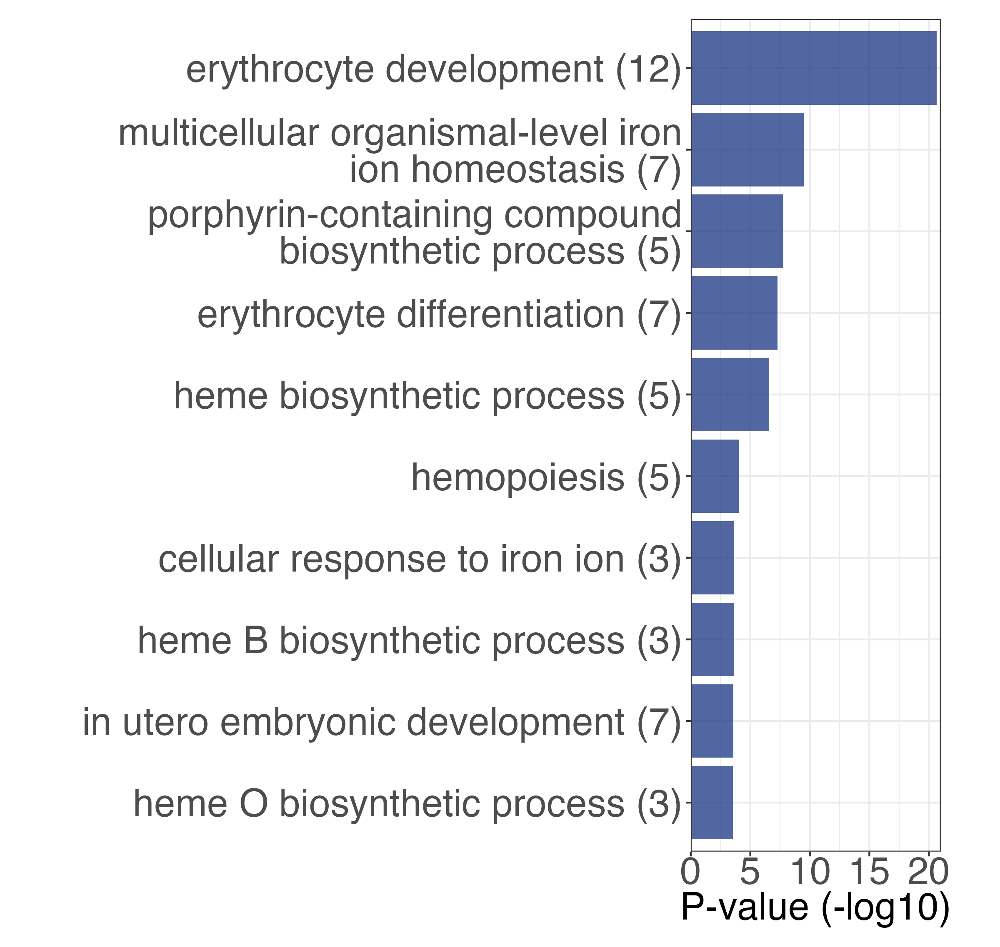 erythrocyte development (12)
multicellular organismal-level iron
ion homeostasis (7)
porphyrin-containing compound
biosynthetic process (5)
erythrocyte differentiation (7)
heme biosynthetic process (5)
hemopoiesis (5)
cellular response to iron ion (3)
heme B biosynthetic process (3)
in utero embryonic development (7)
heme O biosynthetic process (3)
0 5 10 15 20
P-value (-log10)